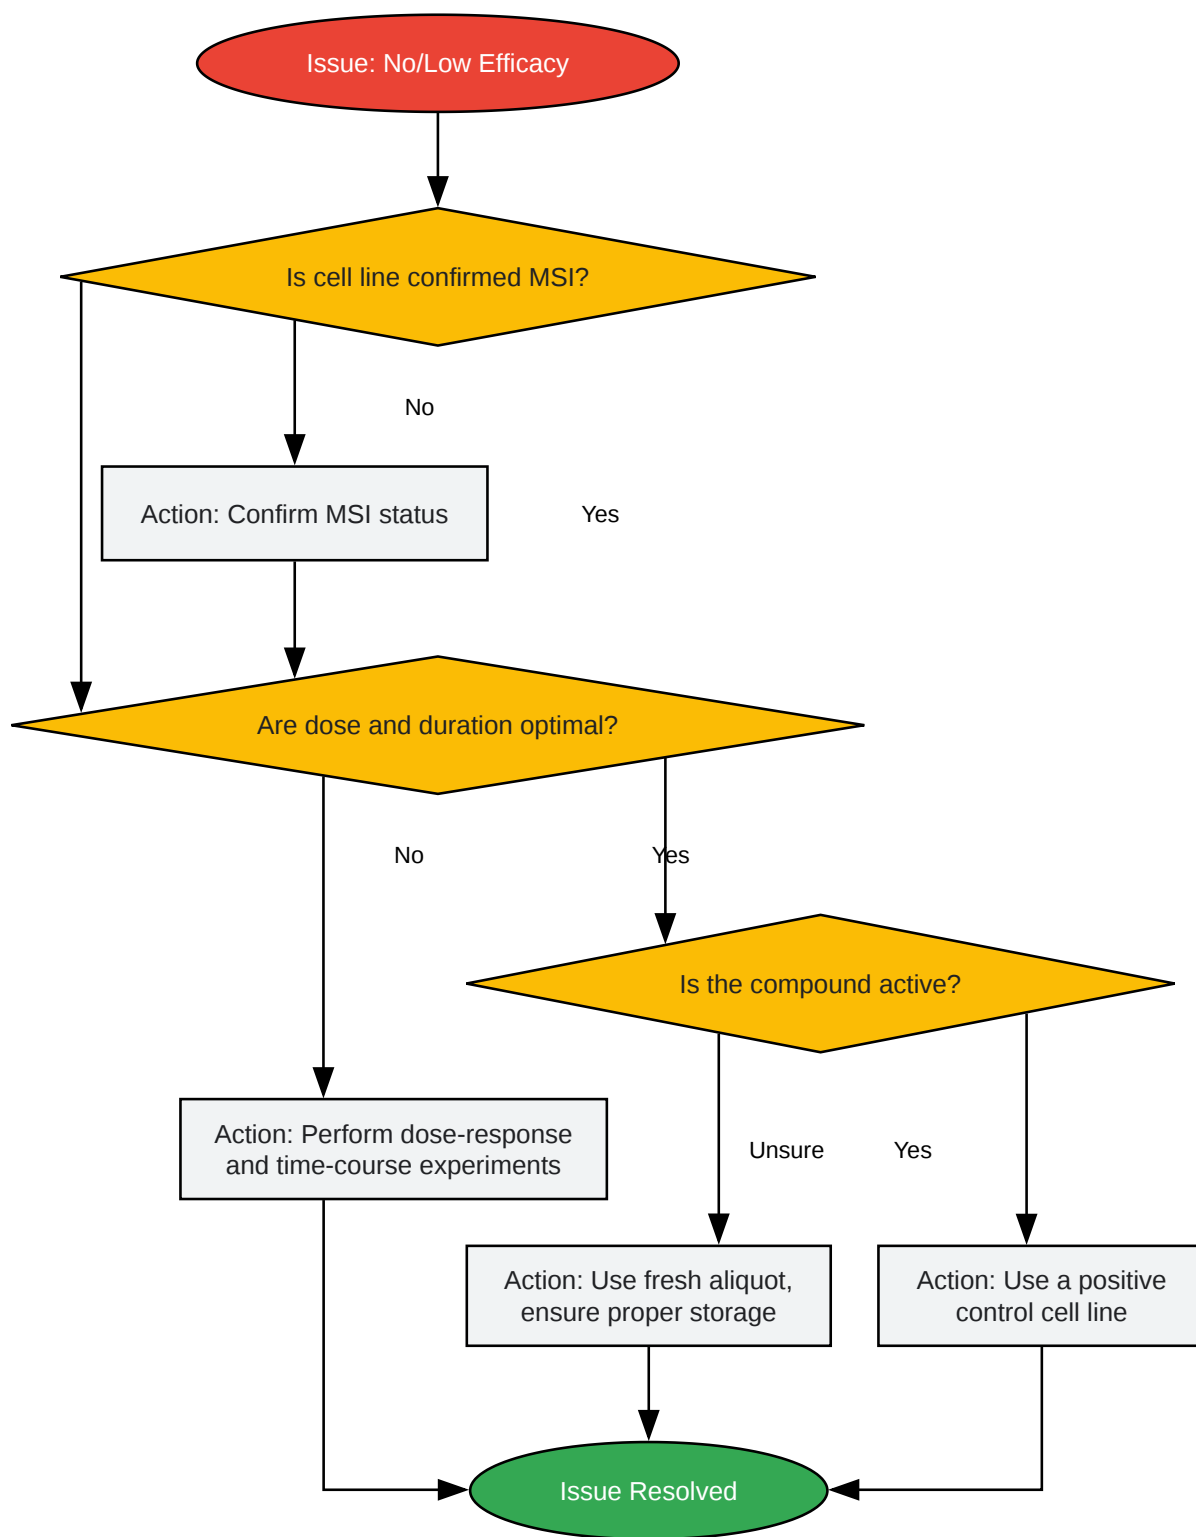 Issue: No/Low Efficacy
Is cell line confirmed MSI?
No
Action: Confirm MSI status
Yes
Are dose and duration optimal?
No
Yes
Is the compound active?
Action: Perform dose-response
and time-course experiments
Unsure
Yes
Action: Use fresh aliquot,
ensure proper storage
Action: Use a positive
control cell line
Issue Resolved